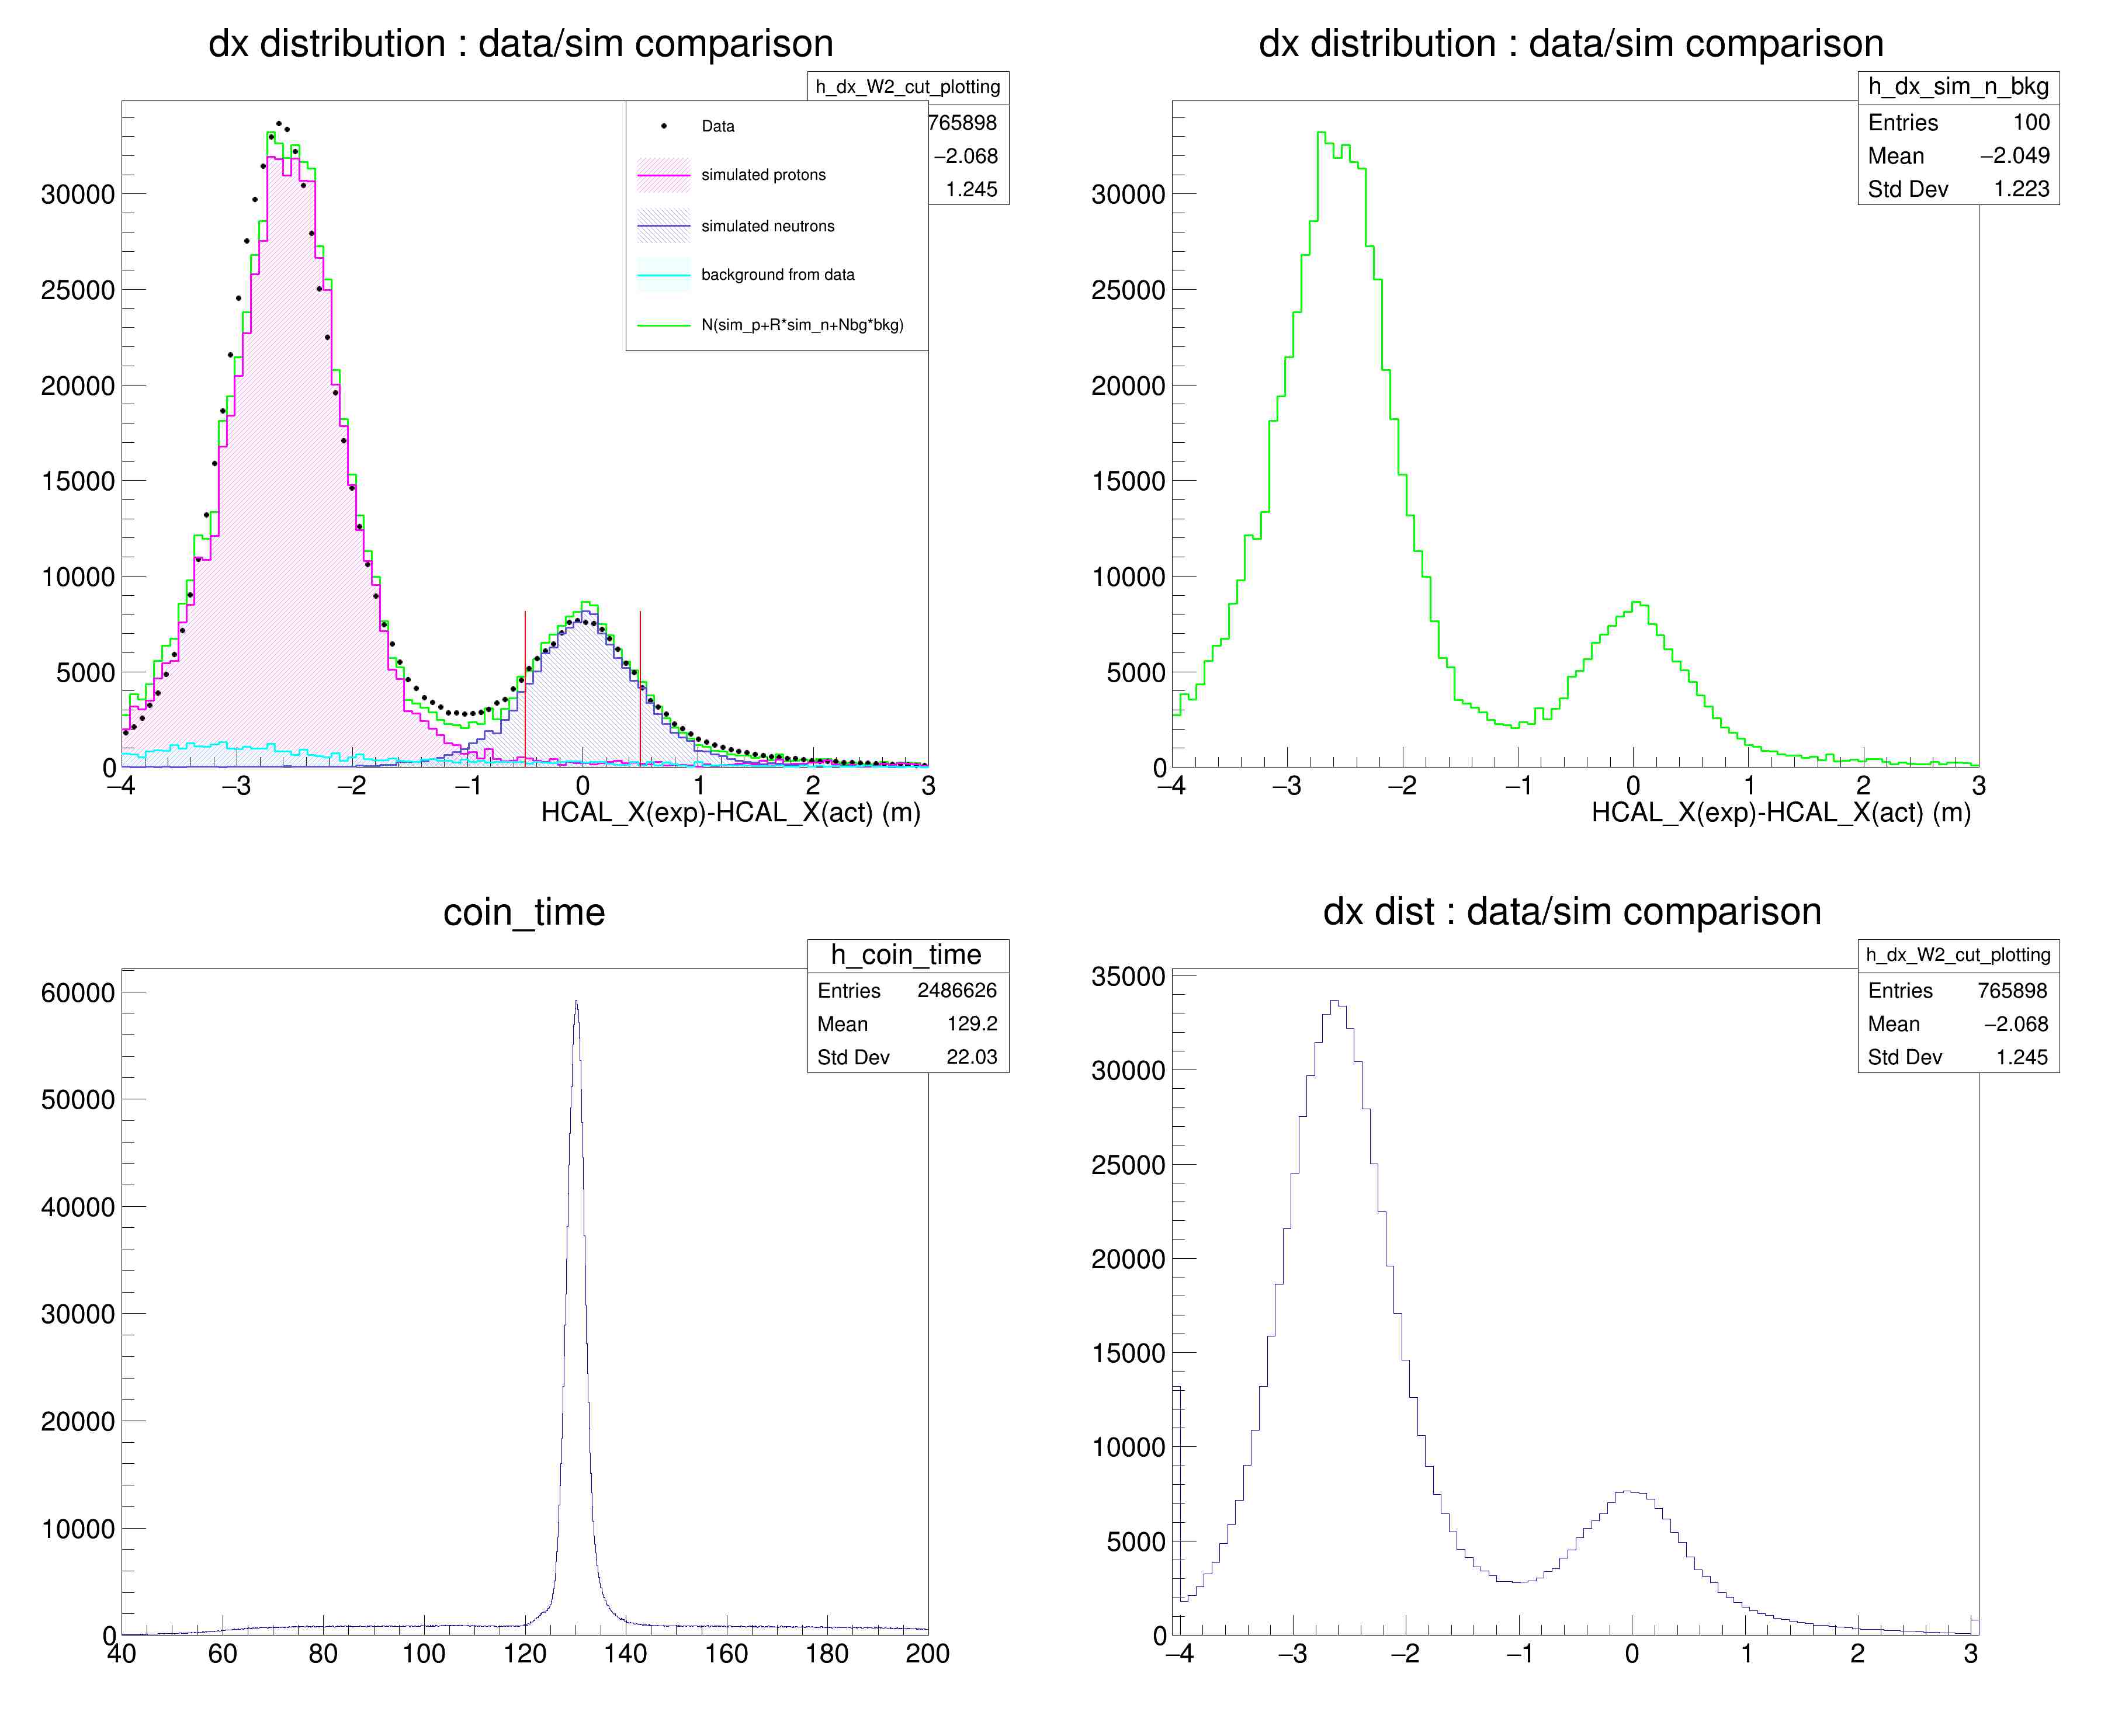 dx distribution : data/sim comparison
h_dx_W2_cut_plotting
765898
−2.068
1.245
Data
simulated protons
simulated neutrons
background from data
N(sim_p+R*sim_n+Nbg*bkg)
30000
25000
20000
15000
10000
5000
0
−4 −3 −2 −1 0 1 2 3
HCAL_X(exp)-HCAL_X(act) (m)
dx distribution : data/sim comparison
h_dx_sim_n_bkg
Entries 100
Mean −2.049
Std Dev 1.223
30000
25000
20000
15000
10000
5000
0
−4 −3 −2 −1 0 1 2 3
HCAL_X(exp)-HCAL_X(act) (m)
coin_time
h_coin_time
Entries 2486626
Mean 129.2
Std Dev 22.03
60000
50000
40000
30000
20000
10000
0
40 60 80 100 120 140 160 180 200
dx dist : data/sim comparison
h_dx_W2_cut_plotting
Entries 765898
Mean −2.068
Std Dev 1.245
35000
30000
25000
20000
15000
10000
5000
0
−4 −3 −2 −1 0 1 2 3